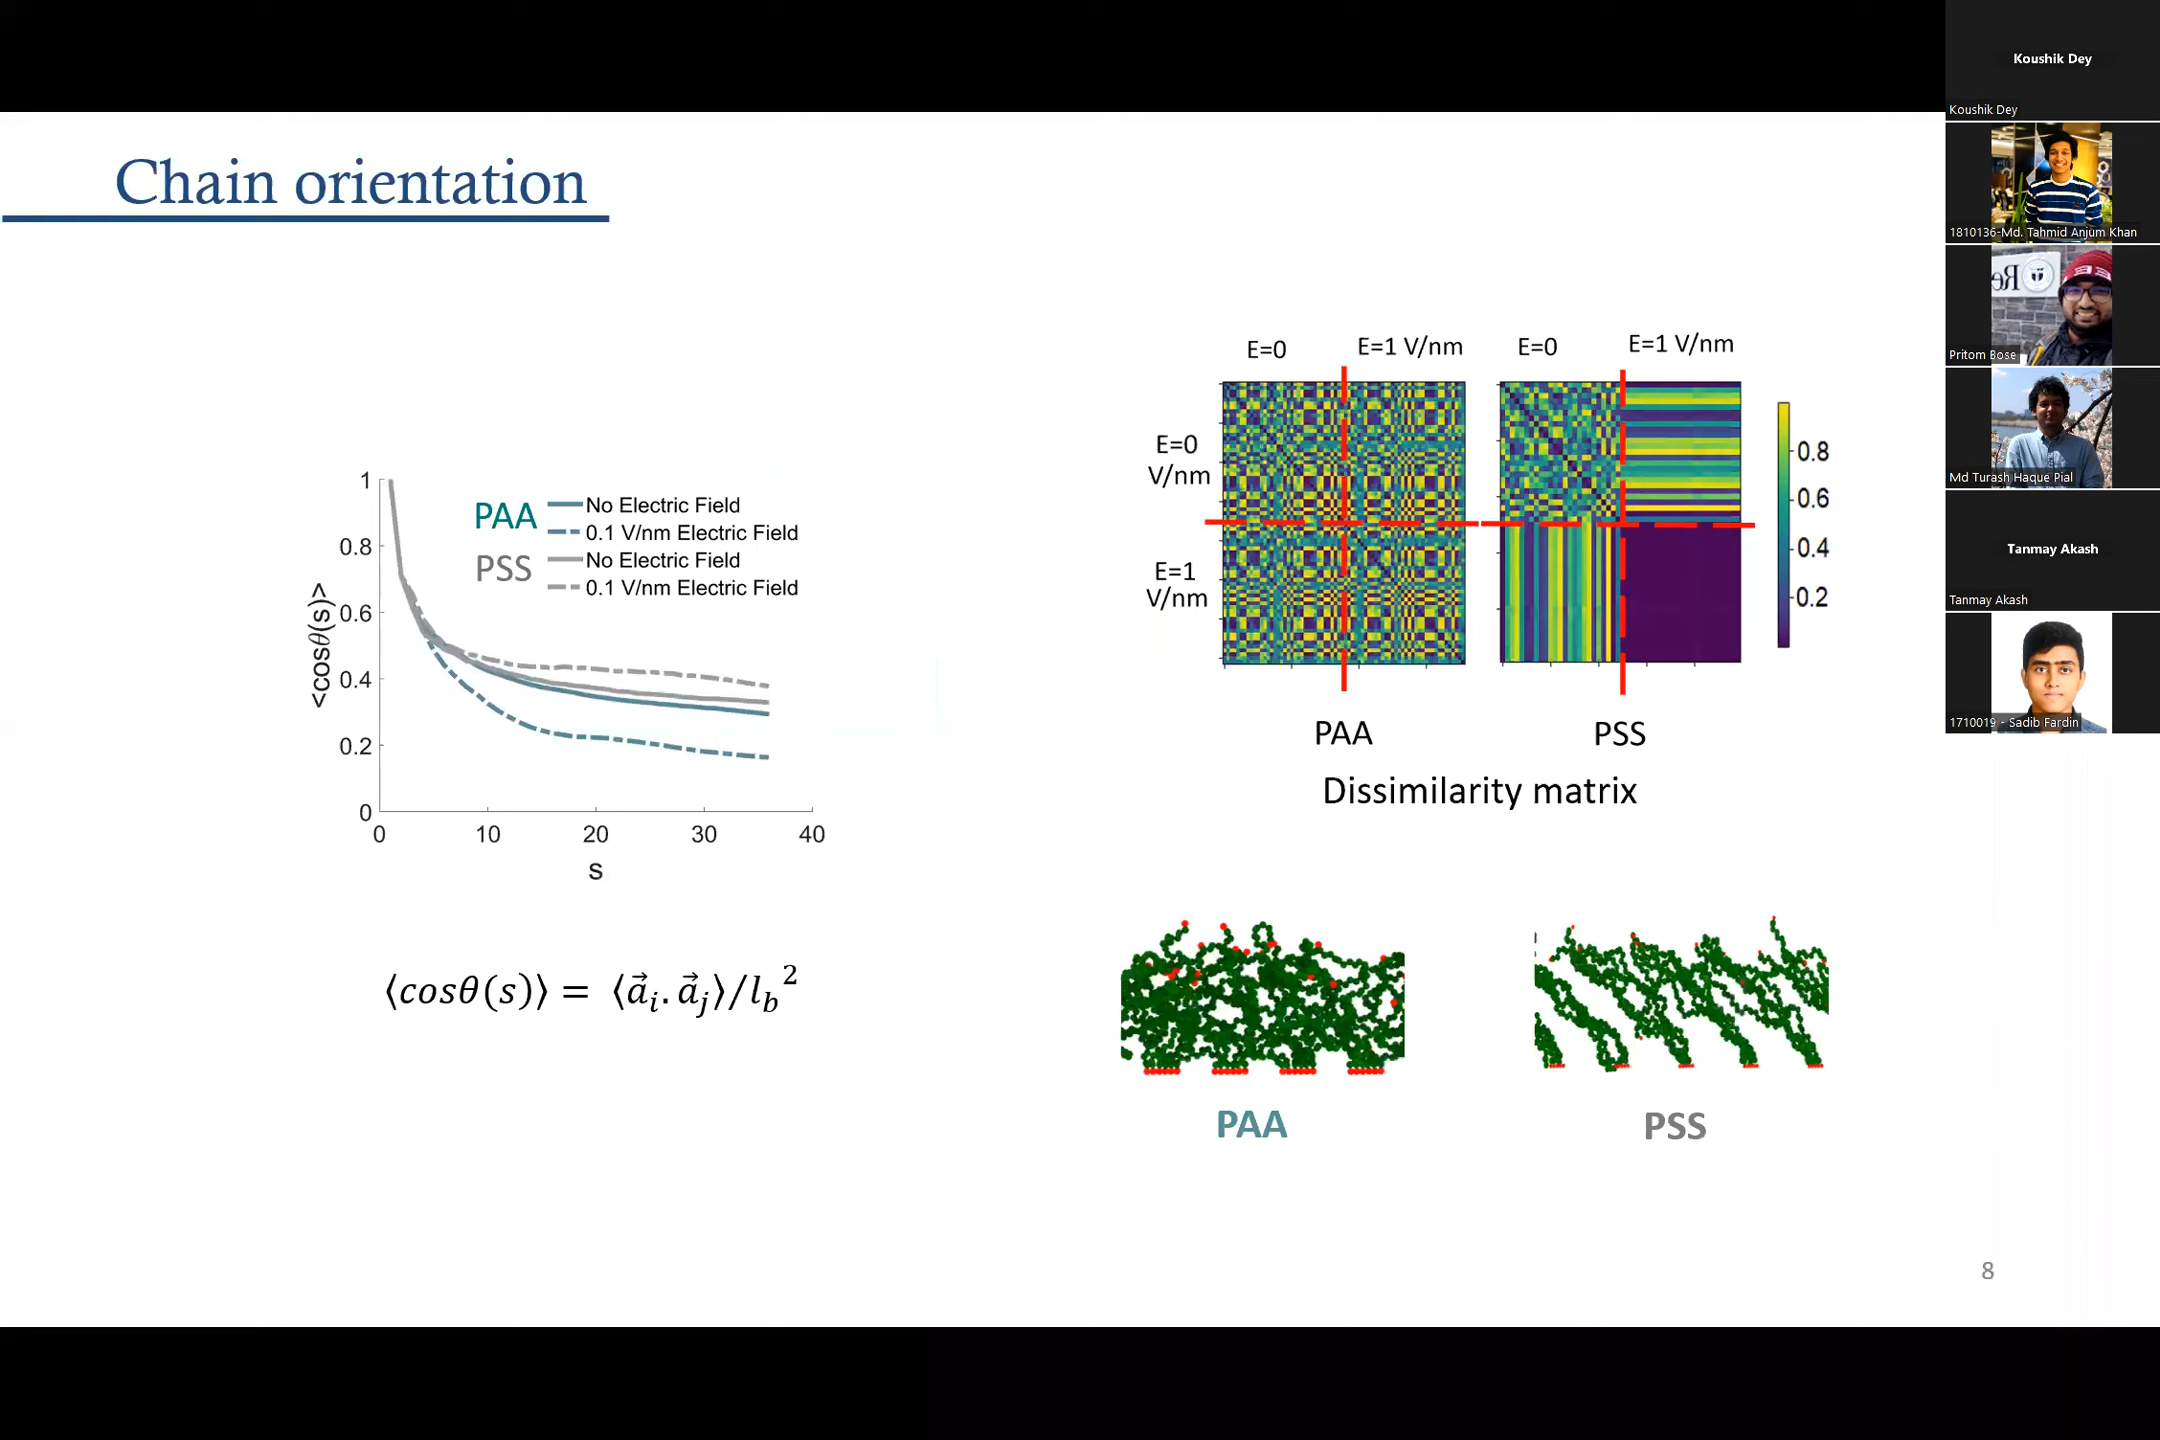 Chain orientation
<cosθ(s)>
1
0.8
0.6
0.4
0.2
0
0 10 20 30 40
s
PAA
No Electric Field
0.1 V/nm Electric Field
PSS
No Electric Field
0.1 V/nm Electric Field
⟨cosθ(s)⟩ = ⟨a⃗ᵢ. a⃗ⱼ⟩/l_b²
E=0 E=1 V/nm E=0 E=1 V/nm
E=0
V/nm
E=1
V/nm
0.8
0.6
0.4
0.2
PAA PSS
Dissimilarity matrix
PAA PSS
8
Koushik Dey
Koushik Dey
1810136-Md. Tahmid Anjum Khan
Re
Pritom Bose
Md Turash Haque Pial
Tanmay Akash
Tanmay Akash
1710019 - Sadib Fardin